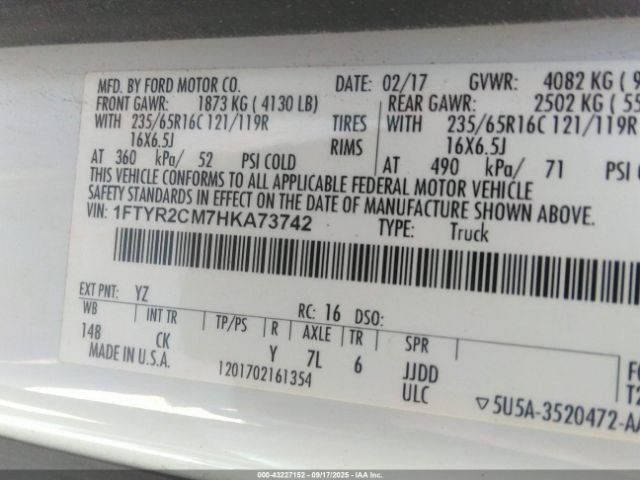 MFD. BY FORD MOTOR CO. DATE: 02/17 GVWR: 4082 KG ( 9
FRONT GAWR: 1873 KG ( 4130 LB) REAR GAWR: 2502 KG ( 55
WITH 235/65R16C 121/119R TIRES WITH 235/65R16C 121/119R
16X6.5J RIMS 16X6.5J
AT 360 kPa/ 52 PSI COLD AT 490 kPa/ 71 PSI C
THIS VEHICLE CONFORMS TO ALL APPLICABLE FEDERAL MOTOR VEHICLE
SAFETY STANDARDS IN EFFECT ON THE DATE OF MANUFACTURE SHOWN ABOVE.
VIN: 1FTYR2CM7HKA73742 TYPE: Truck
EXT PNT: YZ RC: 16 DSO:
WB INT TR TP/PS R AXLE TR SPR
148 CK Y 7L 6 JJDD
MADE IN U.S.A. 1201702161354 ULC
▽5U5A-3520472-AA
000-43227152 - 09/17/2025 - IAA